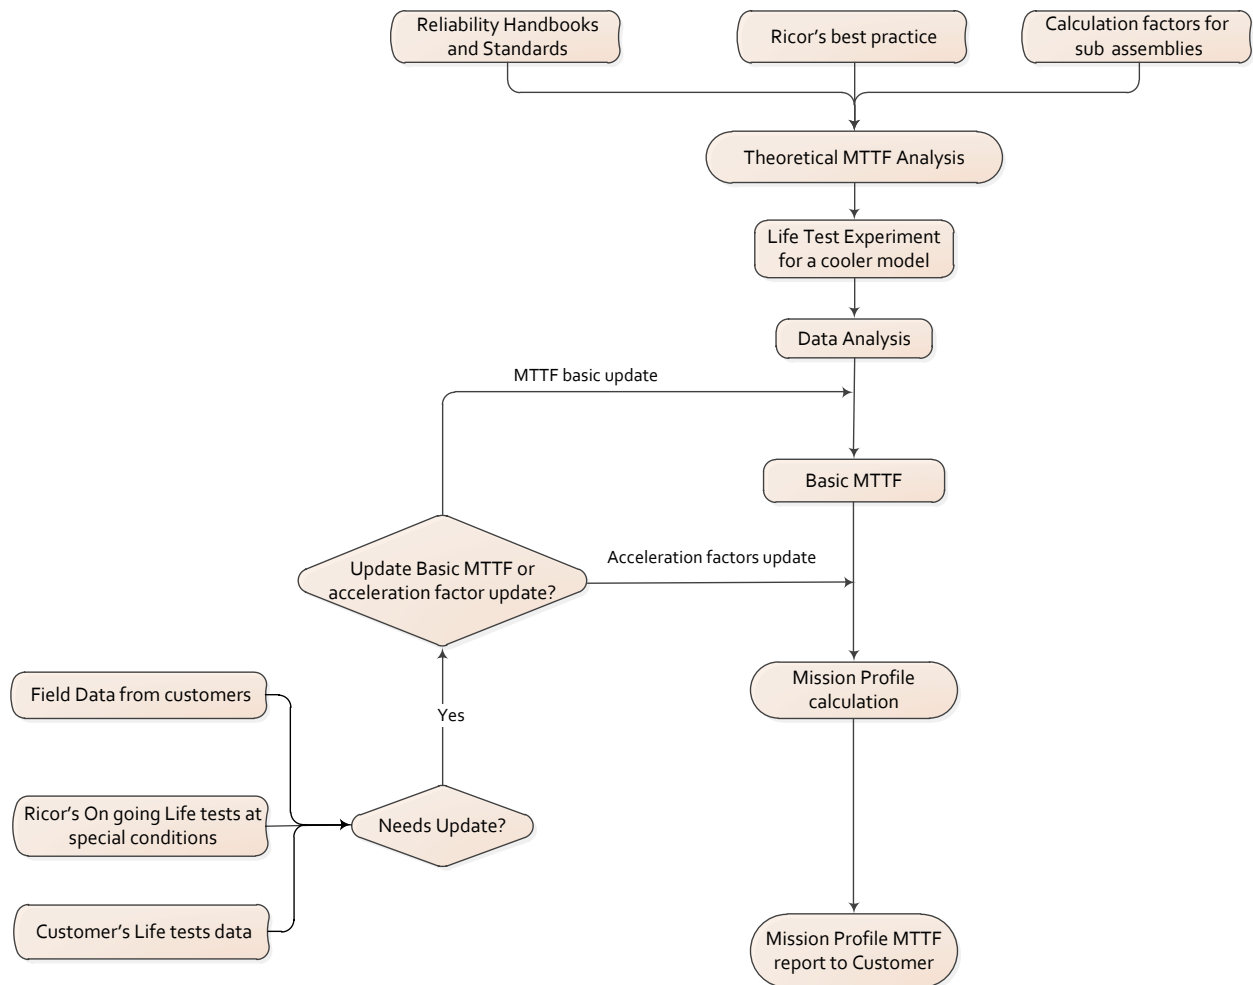 Reliability Handbooks
and Standards
Ricor's best practice
Calculation factors for
sub assemblies
Theoretical MTTF Analysis
Life Test Experiment
for a cooler model
Data Analysis
MTTF basic update
Basic MTTF
Update Basic MTTF or
acceleration factor update?
Acceleration factors update
Mission Profile
calculation
Field Data from customers
Yes
Ricor's On going Life tests at
special conditions
Needs Update?
Customer's Life tests data
Mission Profile MTTF
report to Customer